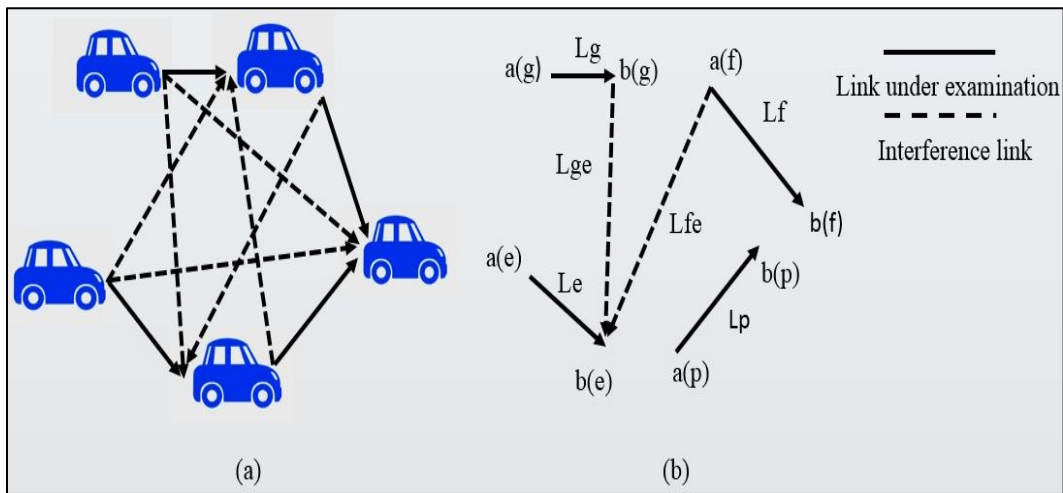 Lg
a(g)
b(g)
a(f)
Link under examination
Lf
Interference link
Lge
Lfe
b(f)
a(e)
b(p)
Le
Lp
b(e)
a(p)
(a)
(b)